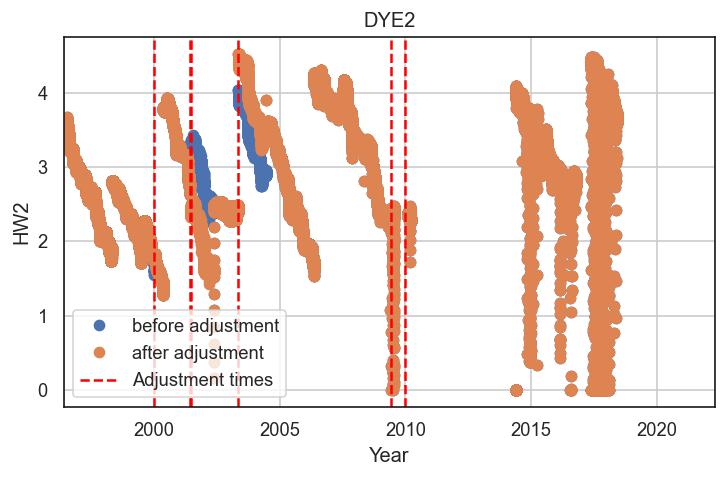 DYE2
HW2
4
3
2
1
0
before adjustment
after adjustment
Adjustment times
2000 2005 2010 2015 2020
Year